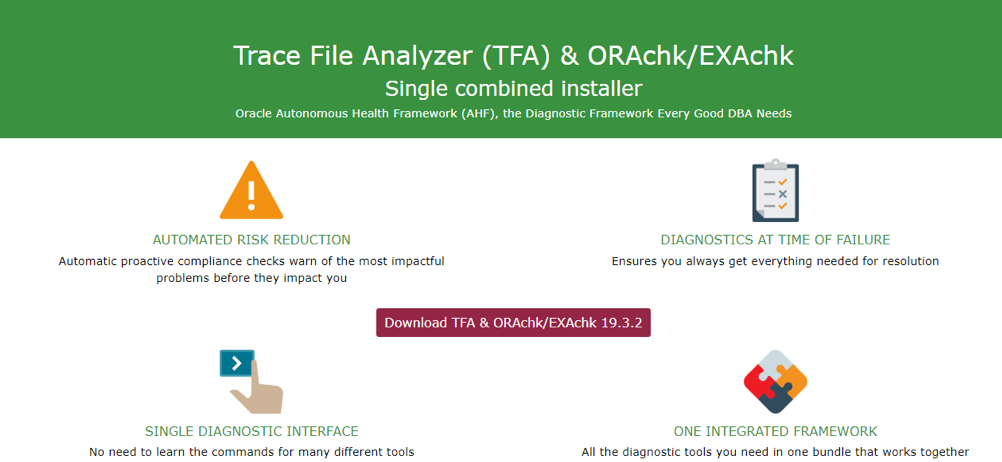 Trace File Analyzer (TFA) & ORAchk/EXAchk
Single combined installer
Oracle Autonomous Health Framework (AHF), the Diagnostic Framework Every Good DBA Needs
AUTOMATED RISK REDUCTION
Automatic proactive compliance checks warn of the most impactful
problems before they impact you
DIAGNOSTICS AT TIME OF FAILURE
Ensures you always get everything needed for resolution
Download TFA & ORAchk/EXAchk 19.3.2
SINGLE DIAGNOSTIC INTERFACE
No need to learn the commands for many different tools
ONE INTEGRATED FRAMEWORK
All the diagnostic tools you need in one bundle that works together